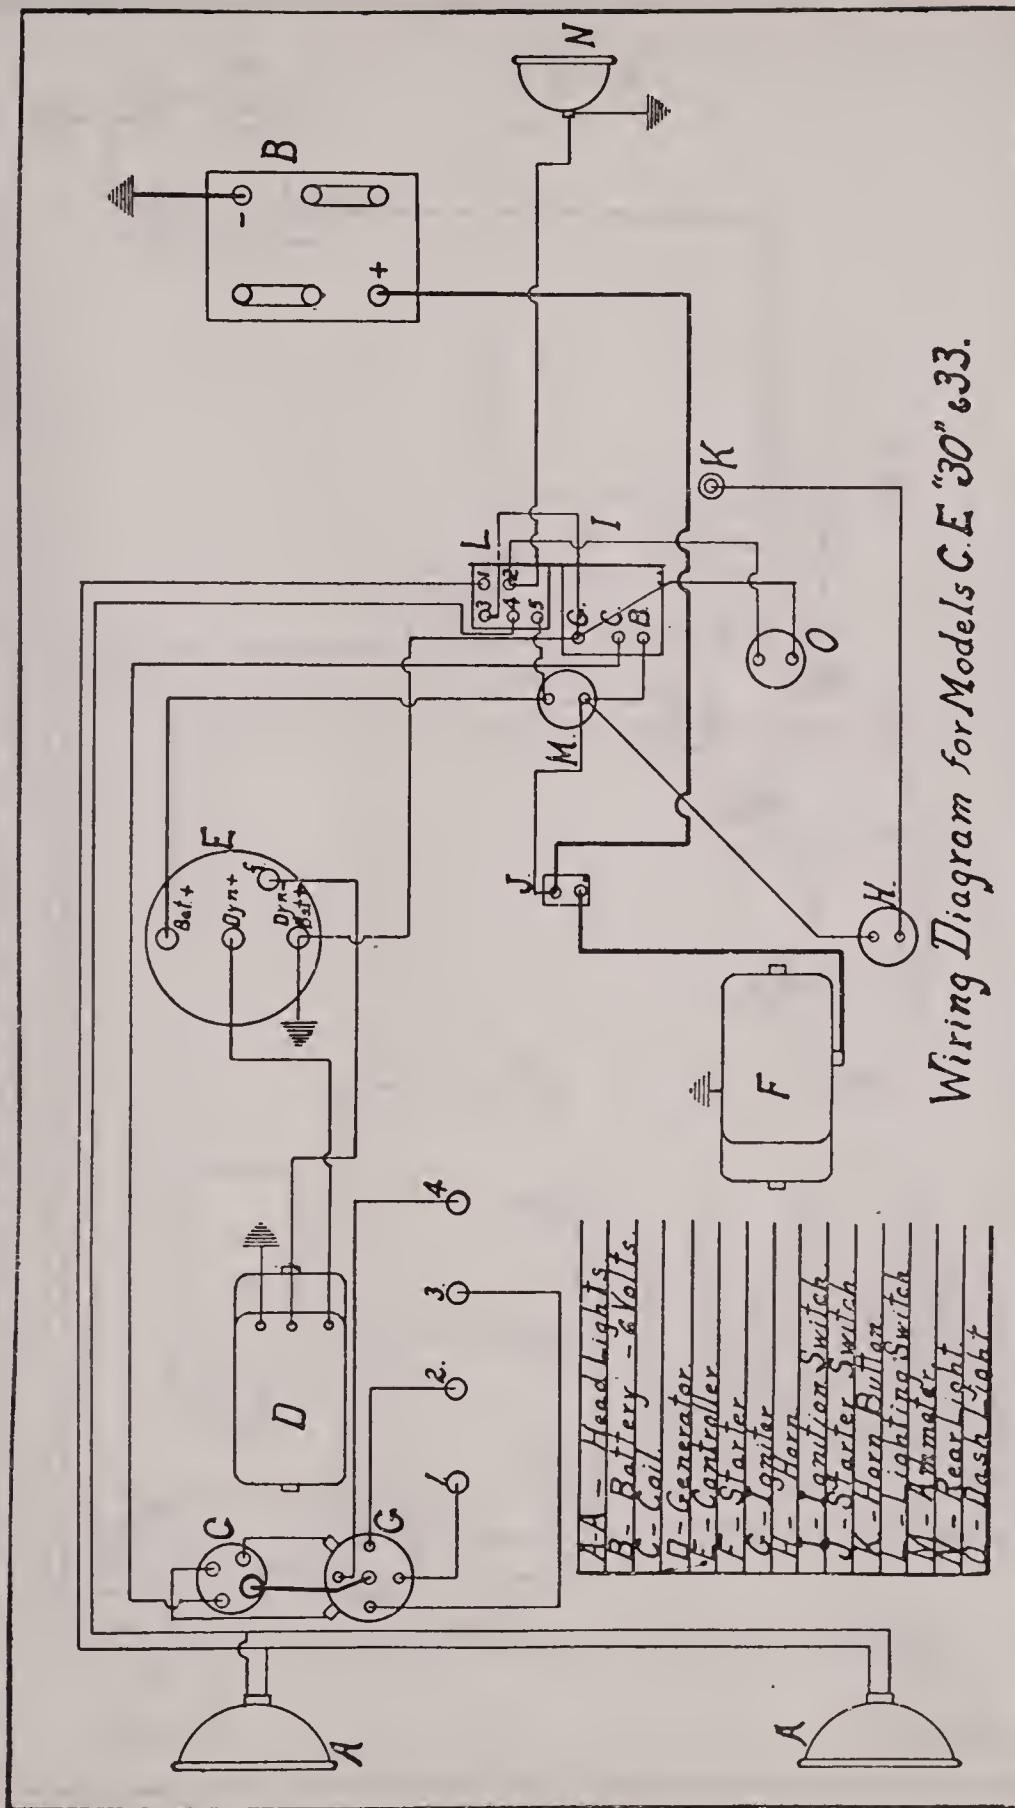 N
B
-
+
K
L
I
1
2
3
4
5
G.
C.
B.
O
M.
E
Bat.+
Dyn+
Dyn-
Bat+
J.
H.
F
D
4
3.
2.
1.
C
G
A
A
Wiring Diagram for Models C.E "30" & 33.
A-A - Head Lights
B - Battery - 6 Volts.
C - Coil.
D - Generator
E - Controller
F - Starter
G - Igniter
H - Horn
I - Ignition Switch.
J - Starter Switch
K - Horn Button
L - Lighting Switch
M - Ammeter.
N - Rear Light
O - Dash Light